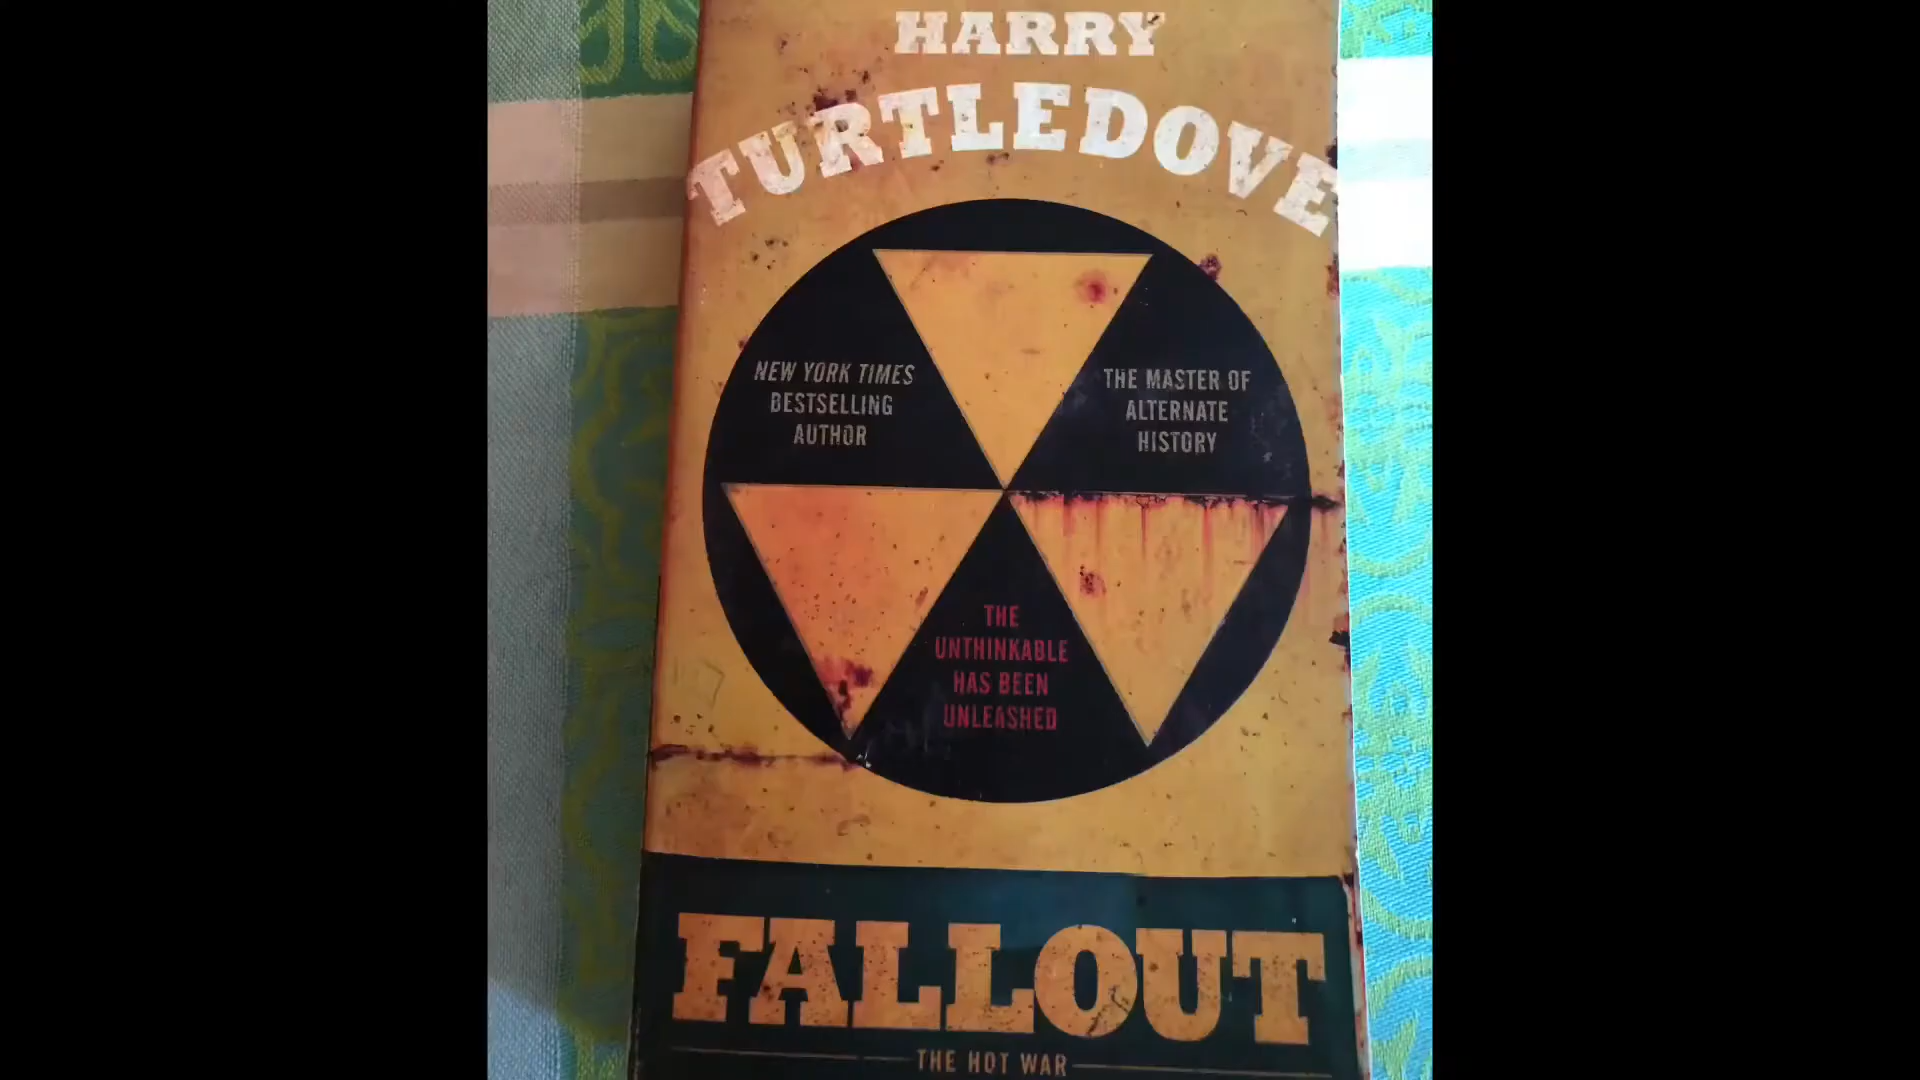 HARRY
TURTLEDOVE
NEW YORK TIMES
BESTSELLING
AUTHOR
THE MASTER OF
ALTERNATE
HISTORY
THE
UNTHINKABLE
HAS BEEN
UNLEASHED
FALLOUT
THE HOT WAR